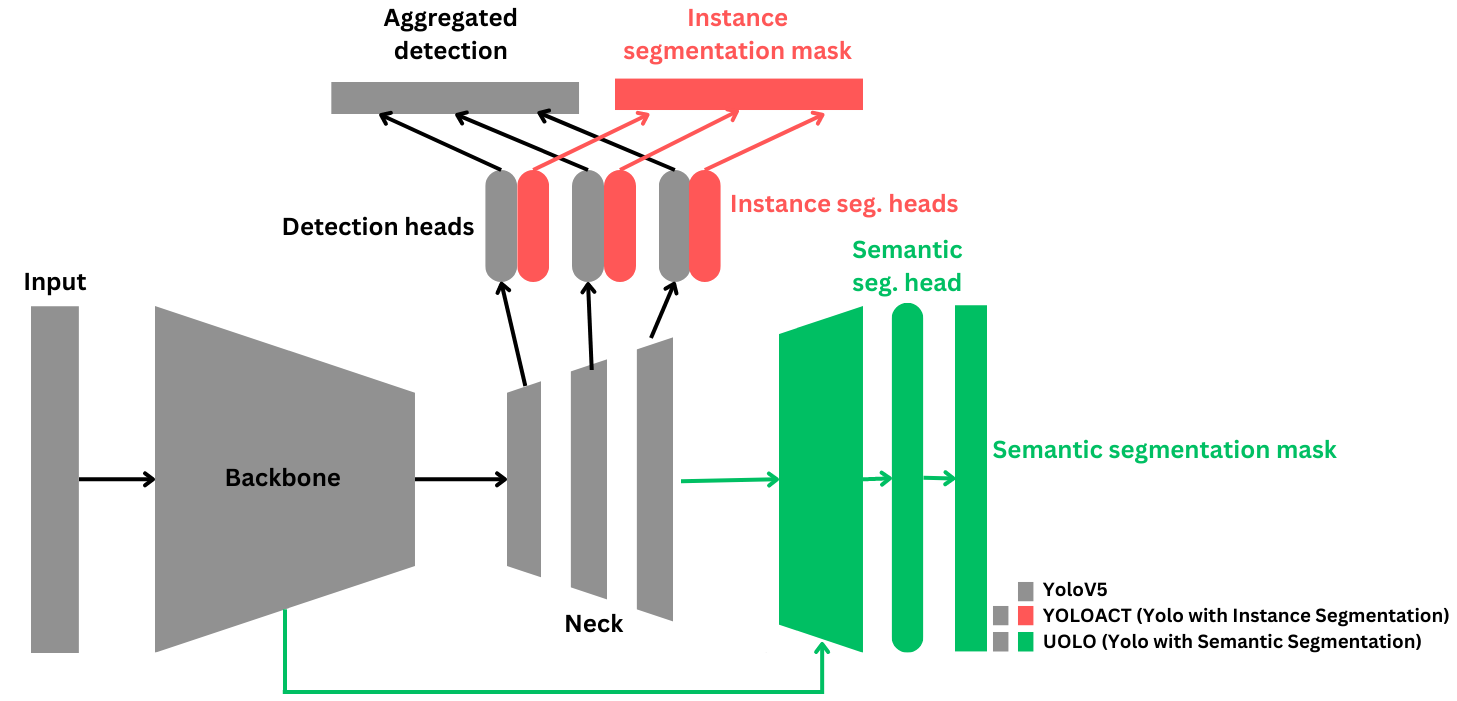 Aggregated
detection
Instance
segmentation mask
Detection heads
Instance seg. heads
Semantic
seg. head
Input
Backbone
Semantic segmentation mask
Neck
YoloV5
YOLOACT (Yolo with Instance Segmentation)
UOLO (Yolo with Semantic Segmentation)